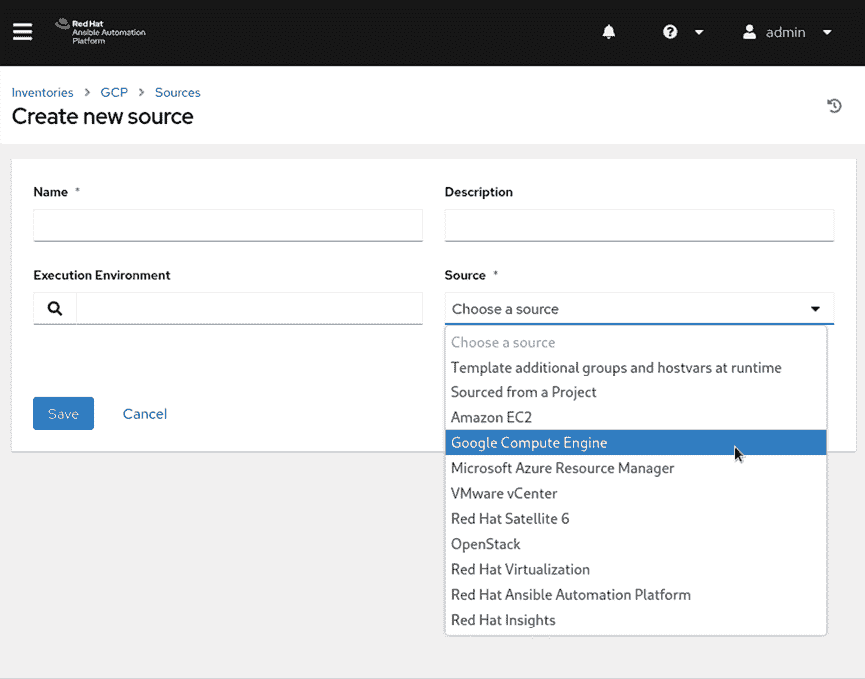 Red Hat
Ansible Automation
Platform
admin
Inventories > GCP > Sources
Create new source
Name *
Description
Execution Environment
Source *
Choose a source
Choose a source
Template additional groups and hostvars at runtime
Sourced from a Project
Amazon EC2
Google Compute Engine
Microsoft Azure Resource Manager
VMware vCenter
Red Hat Satellite 6
OpenStack
Red Hat Virtualization
Red Hat Ansible Automation Platform
Red Hat Insights
Save
Cancel